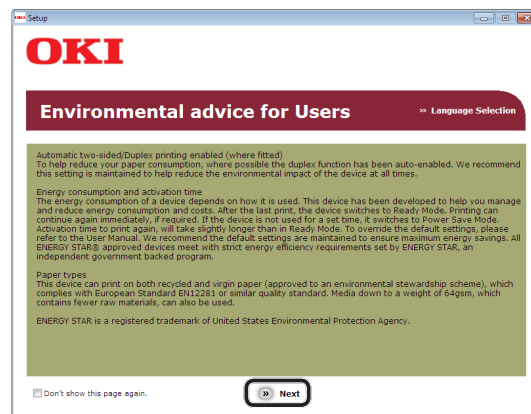 OKI Setup
OKI
Environmental advice for Users
» Language Selection
Automatic two-sided/Duplex printing enabled (where fitted)
To help reduce your paper consumption, where possible the duplex function has been auto-enabled. We recommend
this setting is maintained to help reduce the environmental impact of the device at all times.
Energy consumption and activation time
The energy consumption of a device depends on how it is used. This device has been developed to help you manage
and reduce energy consumption and costs. After the last print, the device switches to Ready Mode. Printing can
continue again immediately, if required. If the device is not used for a set time, it switches to Power Save Mode.
Activation time to print again, will take slightly longer than in Ready Mode. To override the default settings, please
refer to the User Manual. We recommend the default settings are maintained to ensure maximum energy savings. All
ENERGY STAR® approved devices meet with strict energy efficiency requirements set by ENERGY STAR, an
independent government backed program.
Paper types
This device can print on both recycled and virgin paper (approved to an environmental stewardship scheme), which
complies with European Standard EN12281 or similar quality standard. Media down to a weight of 64gsm, which
contains fewer raw materials, can also be used.
ENERGY STAR is a registered trademark of United States Environmental Protection Agency.
Don't show this page again.
» Next